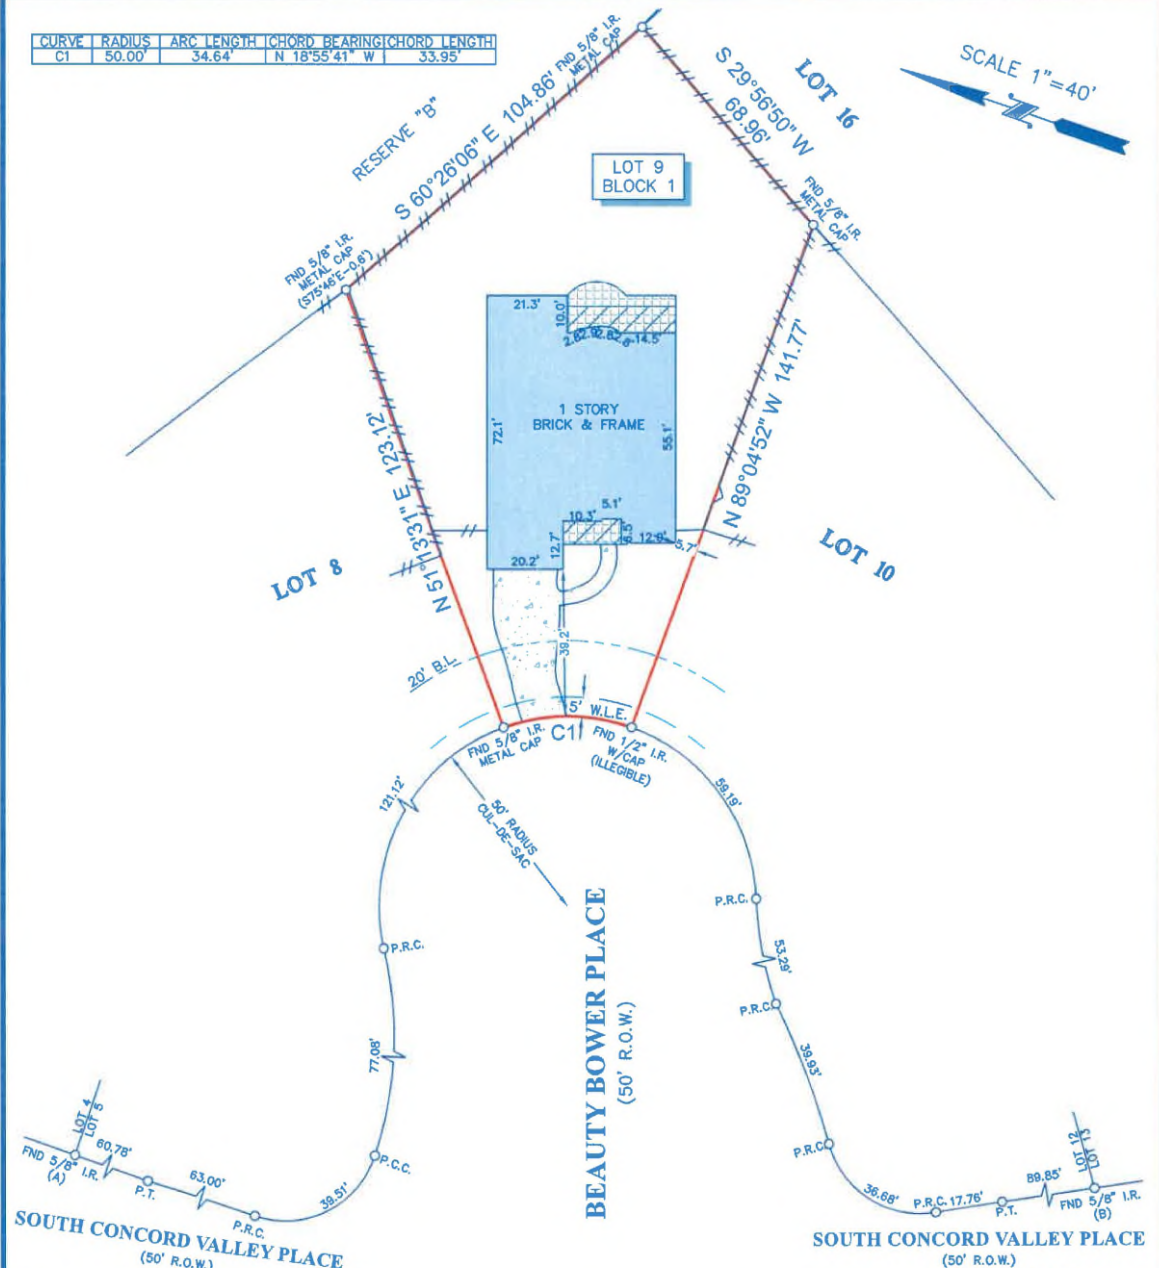 CURVE RADIUS ARC LENGTH CHORD BEARING CHORD LENGTH
C1 50.00' 34.64' N 18°55'41" W 33.95'
SCALE 1"=40'
FND 5/8" I.R.
METAL CAP
S 29°56'50" W
68.96'
LOT 16
RESERVE "B"
S 60°26'06" E 104.86'
LOT 9
BLOCK 1
FND 5/8" I.R.
METAL CAP
FND 5/8" I.R.
METAL CAP
(S75°46'E-0.6')
21.3'
10.0'
14.5'
1 STORY
BRICK & FRAME
72.1'
55.1'
N 51°13'31" E 123.12'
N 89°04'52" W 141.77'
10.3'
5.1'
6.5'
12.7'
5.7'
20.2'
LOT 8
LOT 10
39.2'
20' B.L.
5' W.L.E.
C1
FND 5/8" I.R.
METAL CAP
FND 1/2" I.R.
W/CAP
(ILLEGIBLE)
121.12'
59.19'
50' RADIUS
CUL-DE-SAC
P.R.C.
P.R.C.
53.29'
P.R.C.
BEAUTY BOWER PLACE
(50' R.O.W.)
77.08'
39.93'
LOT 4
LOT 5
LOT 12
LOT 13
P.R.C.
60.78'
FND 5/8" I.R.
(A)
P.C.C.
P.T.
63.00'
39.51'
P.R.C.
36.68'
P.R.C.
17.76'
P.T.
89.85'
FND 5/8" I.R.
(B)
SOUTH CONCORD VALLEY PLACE
(50' R.O.W.)
SOUTH CONCORD VALLEY PLACE
(50' R.O.W.)